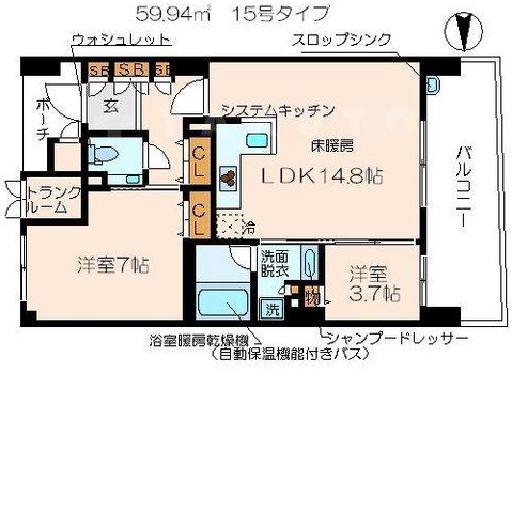 59.94㎡ 15号タイプ
ウォシュレット
スロップシンク
SB
SB
SB
玄
ポーチ
システムキッチン
床暖房
LDK14.8帖
バルコニー
CL
トランク
ルーム
CL
冷
洋室7帖
洗面
脱衣
洋室
3.7帖
物
洗
浴室暖房乾燥機
(自動保温機能付きバス)
シャンプードレッサー